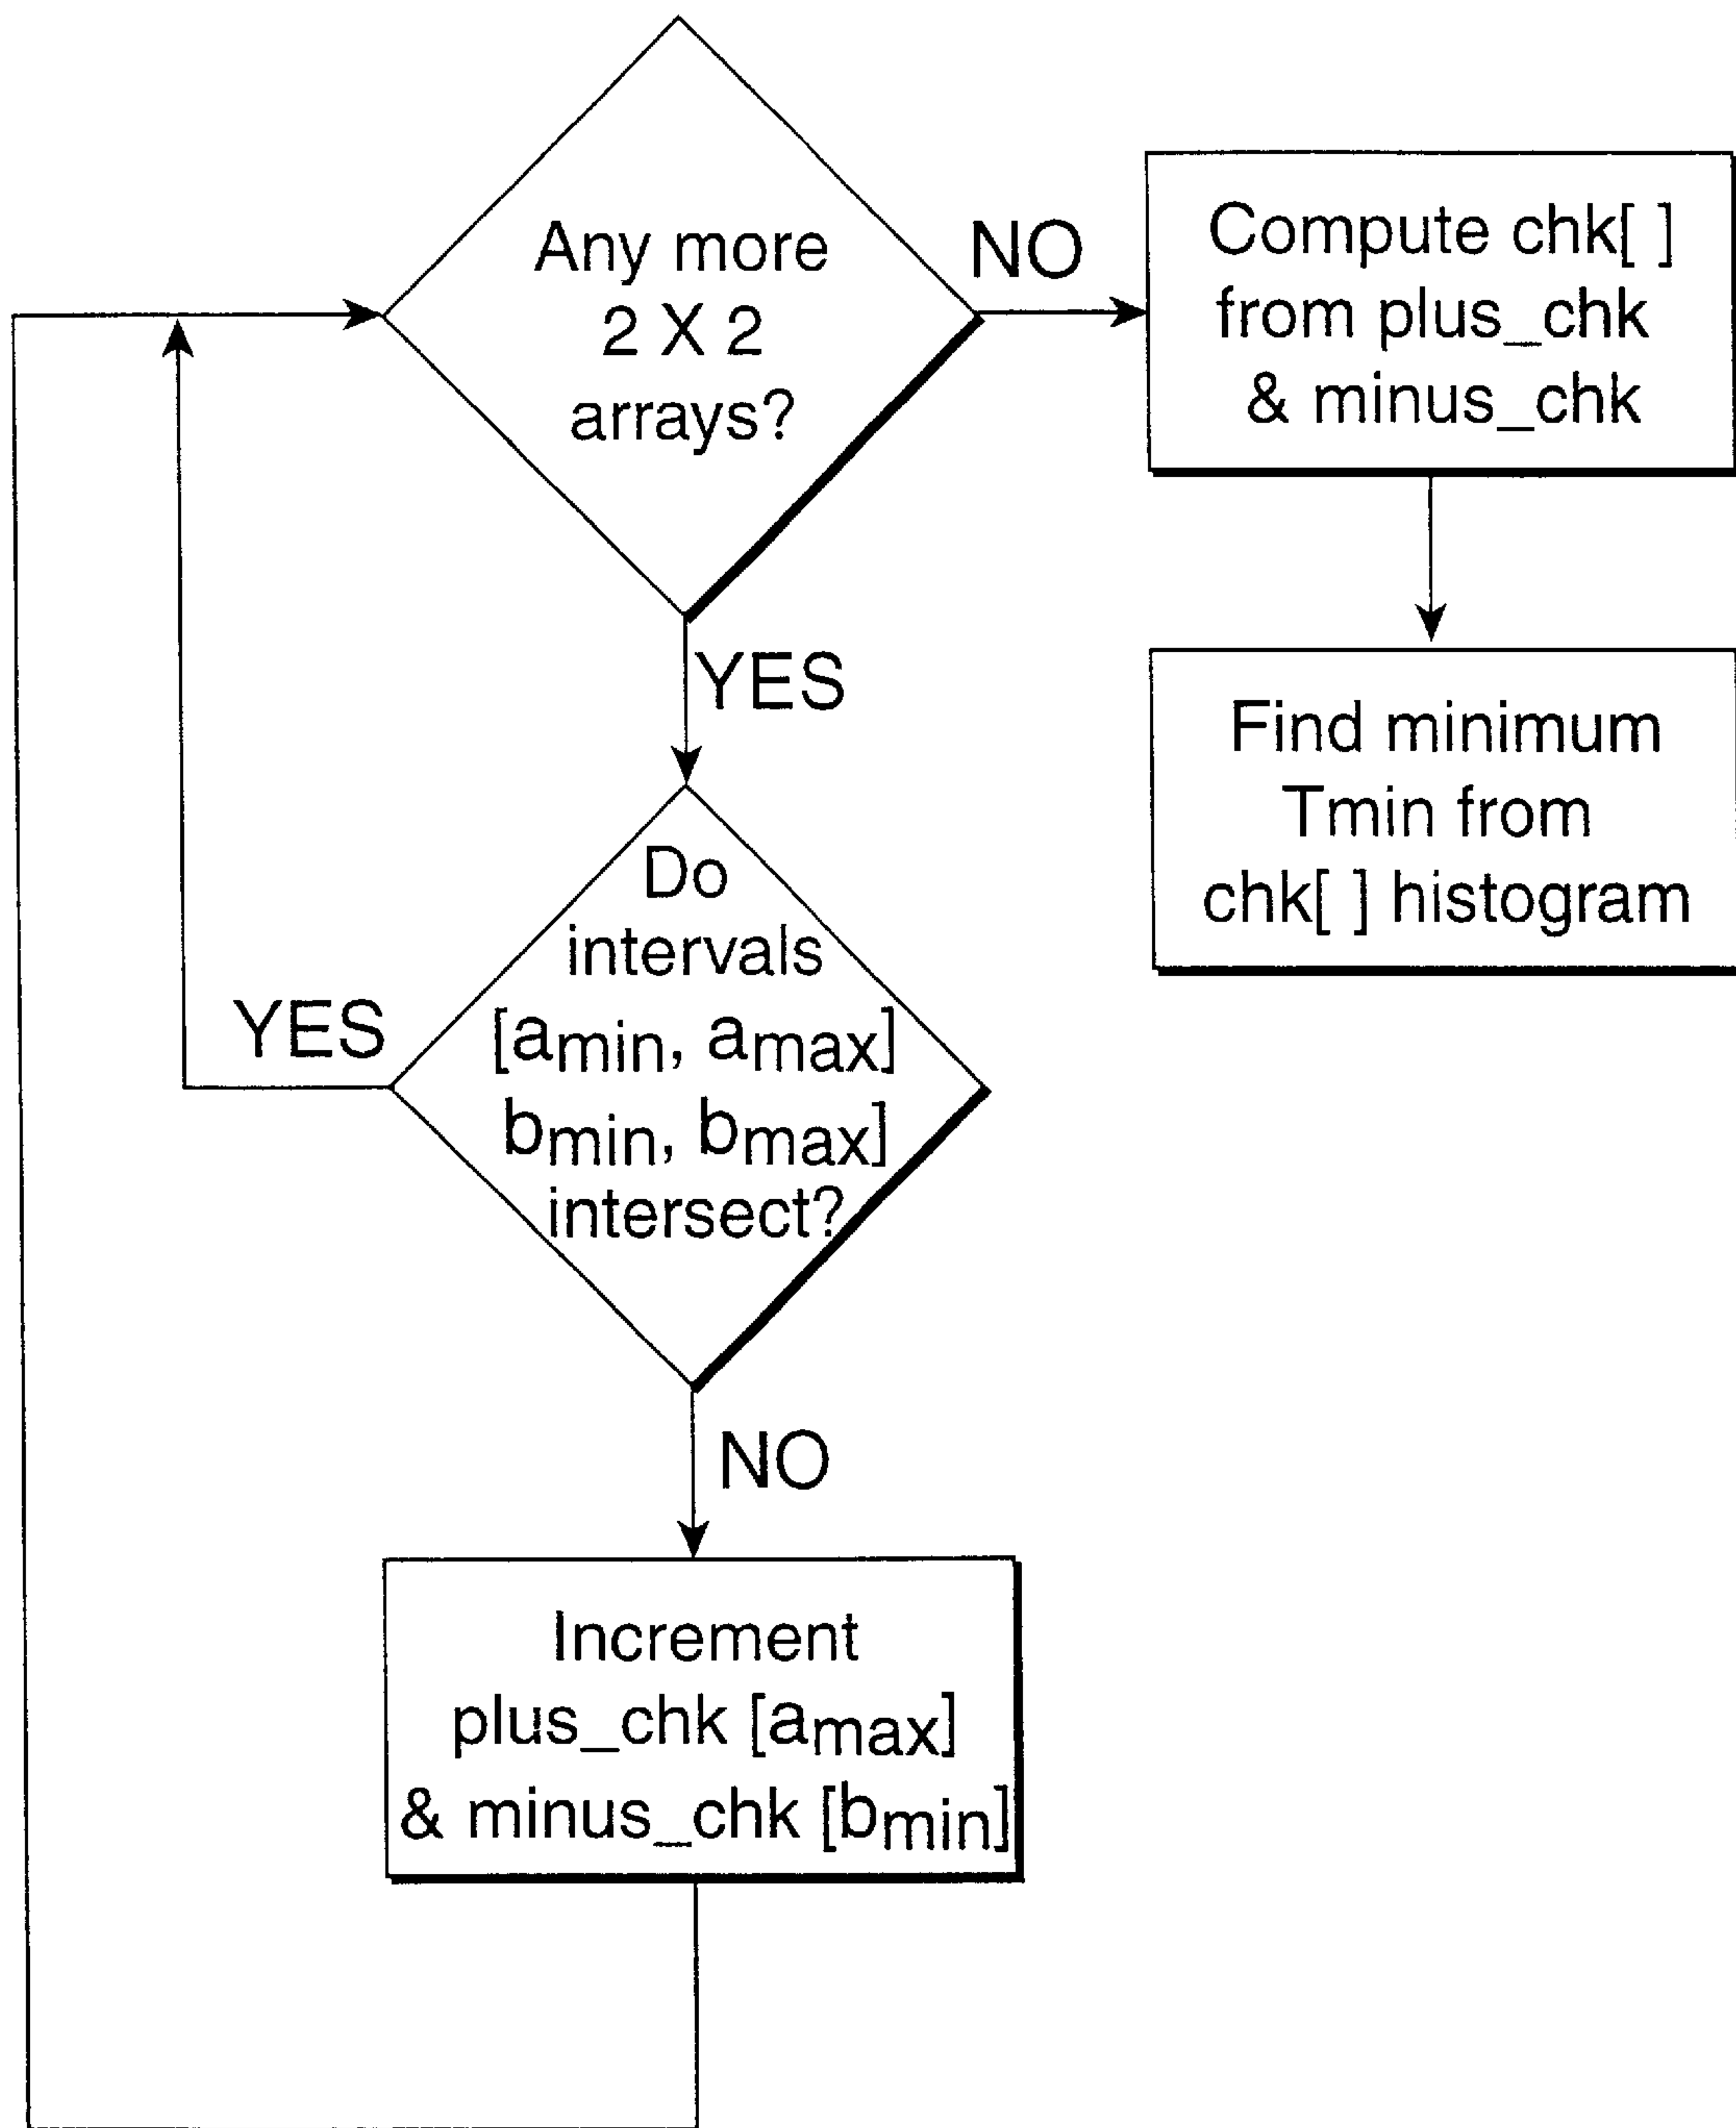 Any more
2 X 2
arrays?
NO
Compute chk[ ]
from plus_chk
& minus_chk
YES
Find minimum
Tmin from
chk[ ] histogram
Do
intervals
[amin, amax]
bmin, bmax]
intersect?
YES
NO
Increment
plus_chk [amax]
& minus_chk [bmin]